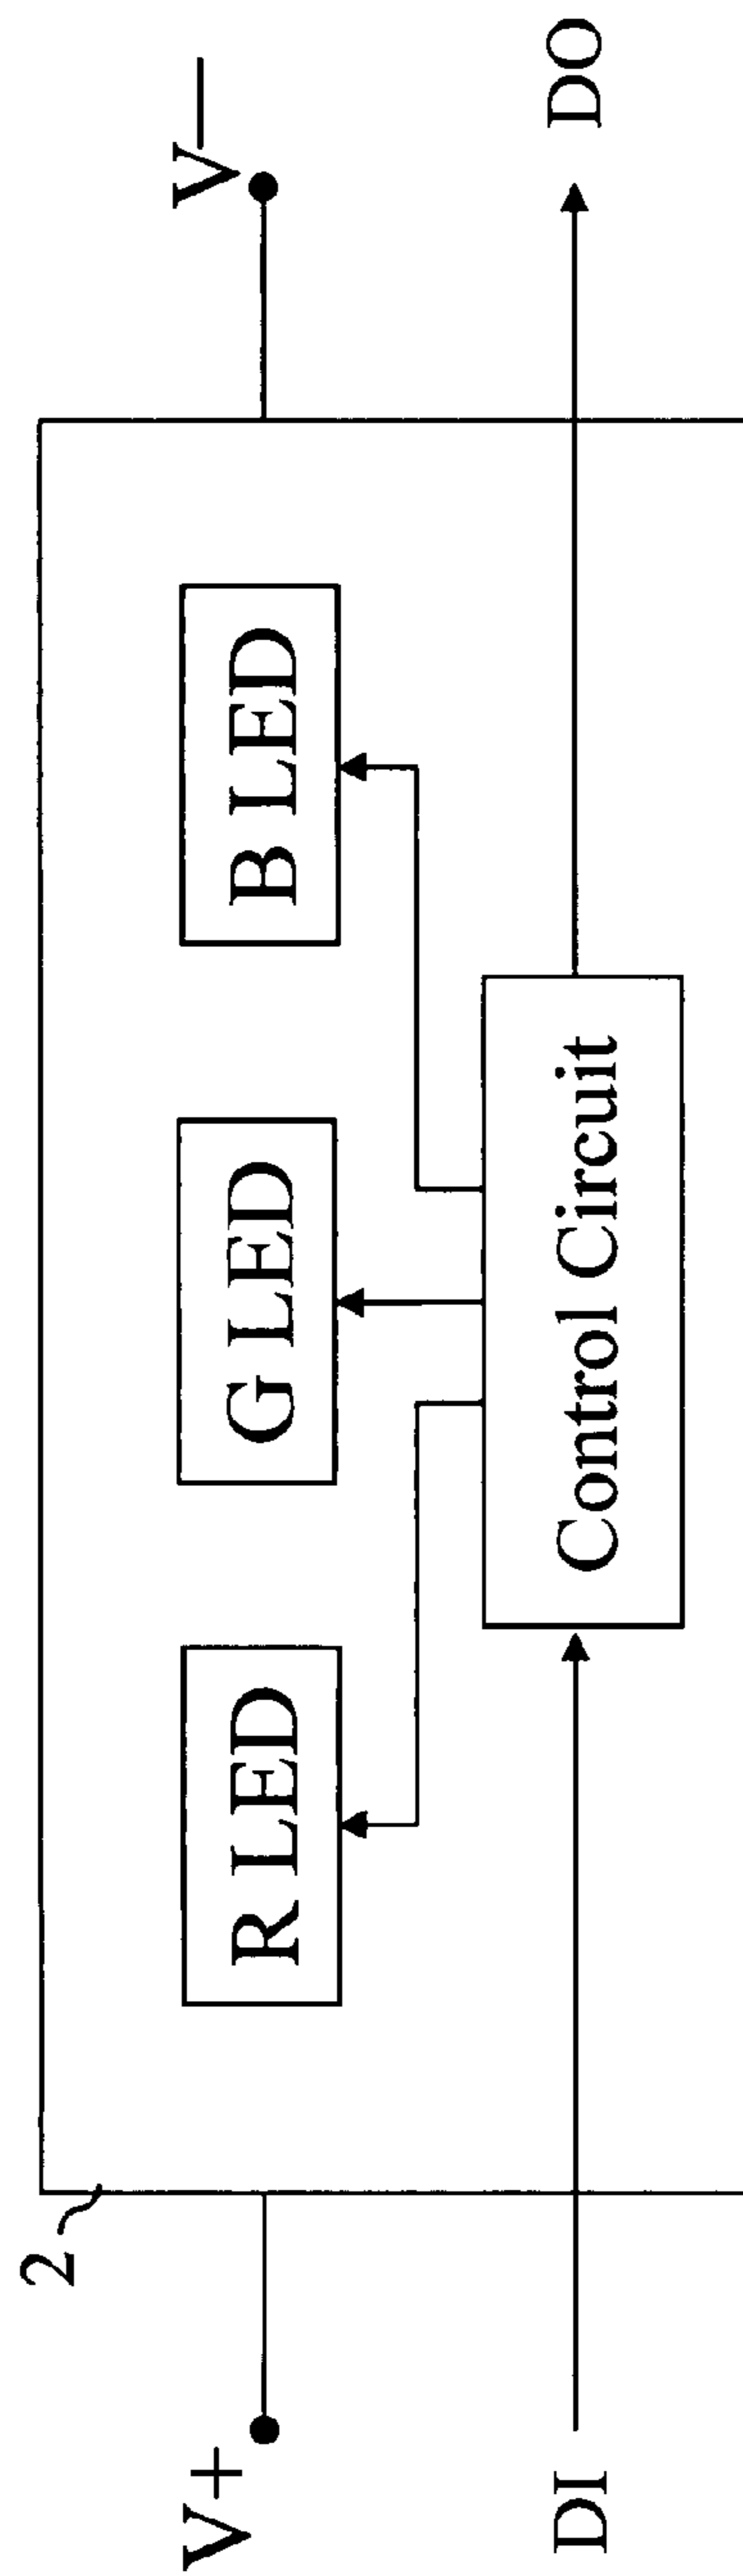 2
V+
V—
R LED
G LED
B LED
DI
Control Circuit
DO